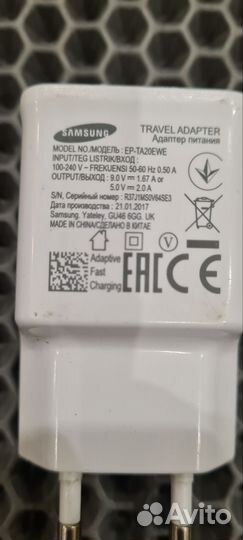 SAMSUNG
TRAVEL ADAPTER
Адаптер питания
MODEL NO./МОДЕЛЬ : EP-TA20EWE
INPUT/TEG LISTRIK/ВХОД :
100-240 V ~ FREKUENSI 50-60 Hz 0.50 A
OUTPUT/ВЫХОД : 9.0 V ⎓ 1.67 A or
5.0 V ⎓ 2.0 A
S/N, Серийный номер : R37J1MS0V64SE3
Дата производства : 21.01.2017
Samsung, Yateley, GU46 6GG, UK
MADE IN CHINA/СДЕЛАНО В КИТАЕ
V
Adaptive
Fast
Charging
EAC CE
Avito